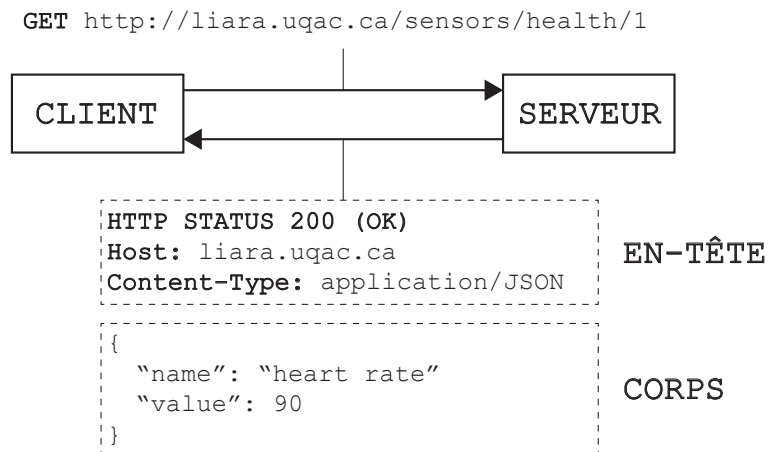 GET http://liara.uqac.ca/sensors/health/1
CLIENT
SERVEUR
HTTP STATUS 200 (OK)
Host: liara.uqac.ca
Content-Type: application/JSON
EN-TÊTE
{
“name”: “heart rate”
“value”: 90
}
CORPS